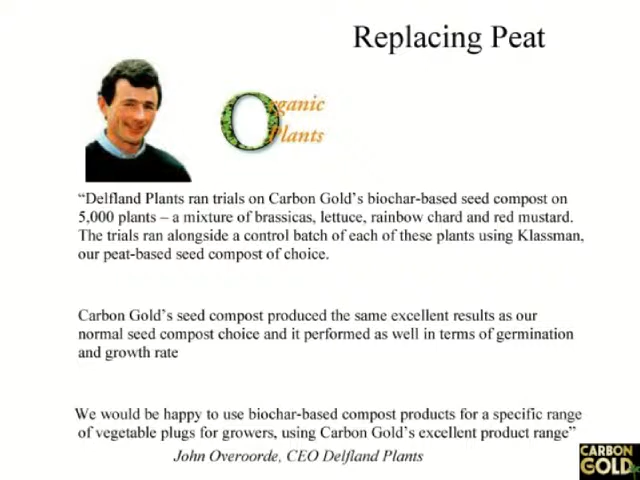 Replacing Peat
Organic
Plants
“Delfland Plants ran trials on Carbon Gold’s biochar-based seed compost on
5,000 plants – a mixture of brassicas, lettuce, rainbow chard and red mustard.
The trials ran alongside a control batch of each of these plants using Klassman,
our peat-based seed compost of choice.
Carbon Gold’s seed compost produced the same excellent results as our
normal seed compost choice and it performed as well in terms of germination
and growth rate
We would be happy to use biochar-based compost products for a specific range
of vegetable plugs for growers, using Carbon Gold’s excellent product range”
John Overoorde, CEO Delfland Plants
CARBON
GOLD